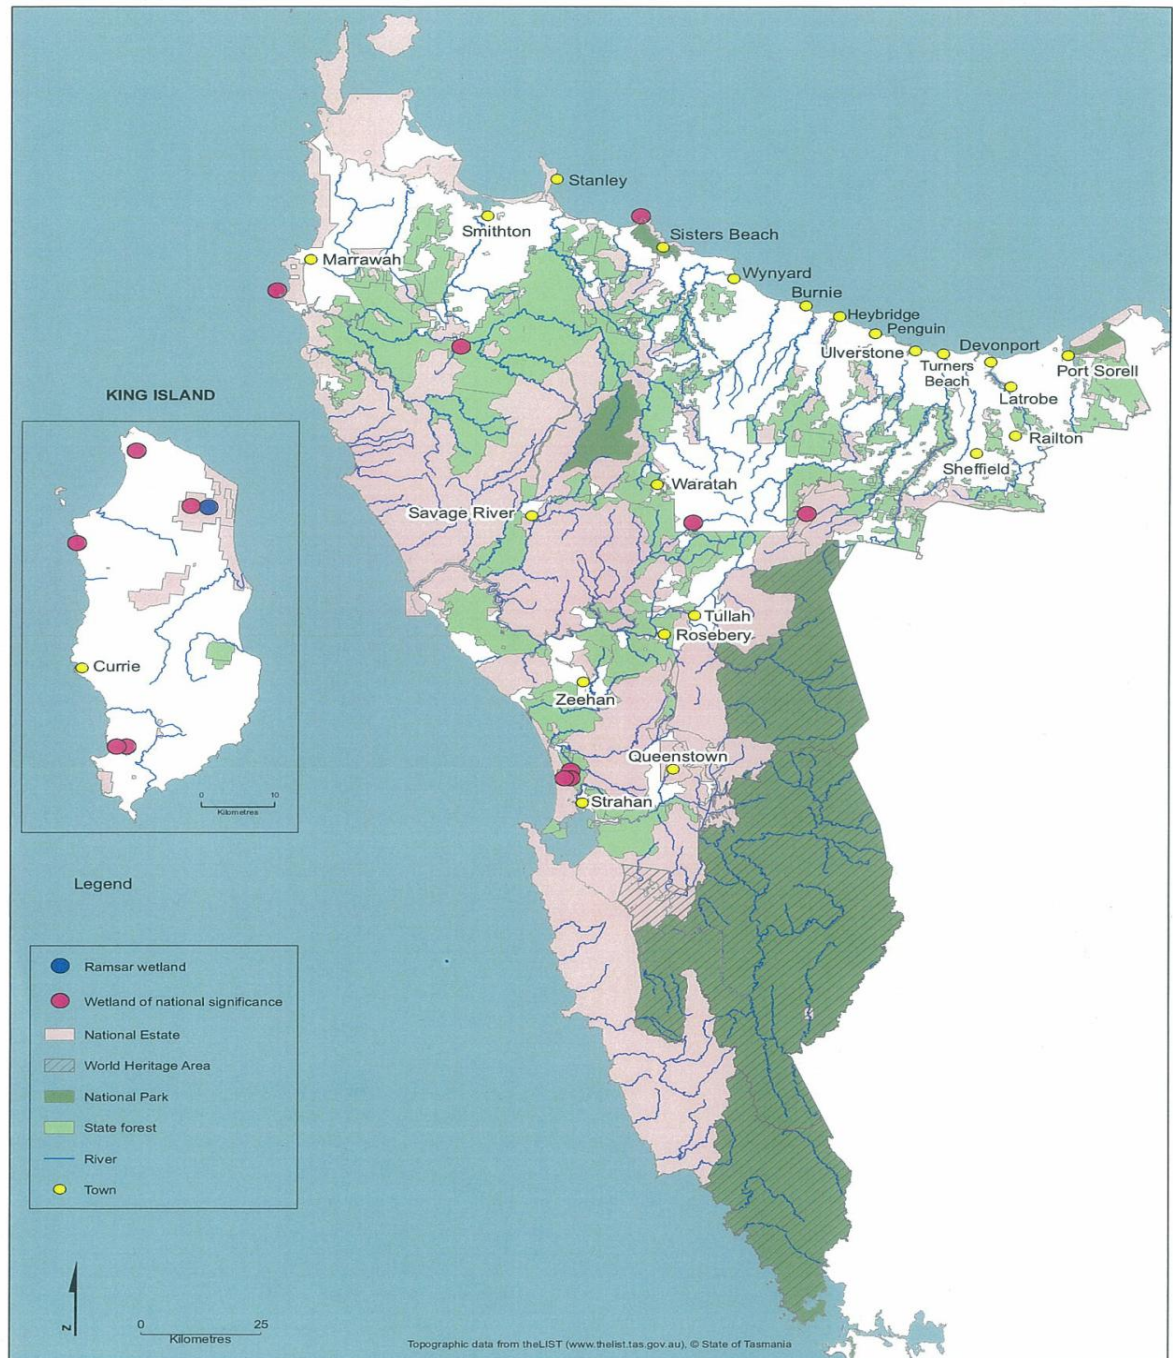 Stanley
Smithton
Sisters Beach
Marrawah
Wynyard
Burnie
Heybridge
Penguin
Ulverstone
Devonport
Turners
Beach
Port Sorell
Latrobe
Railton
Sheffield
Waratah
Savage River
Tullah
Rosebery
Zeehan
Queenstown
Strahan
KING ISLAND
Currie
0 10
Kilometres
Legend
Ramsar wetland
Wetland of national significance
National Estate
World Heritage Area
National Park
State forest
River
Town
N
0 25
Kilometres
Topographic data from theLIST (www.thelist.tas.gov.au), © State of Tasmania